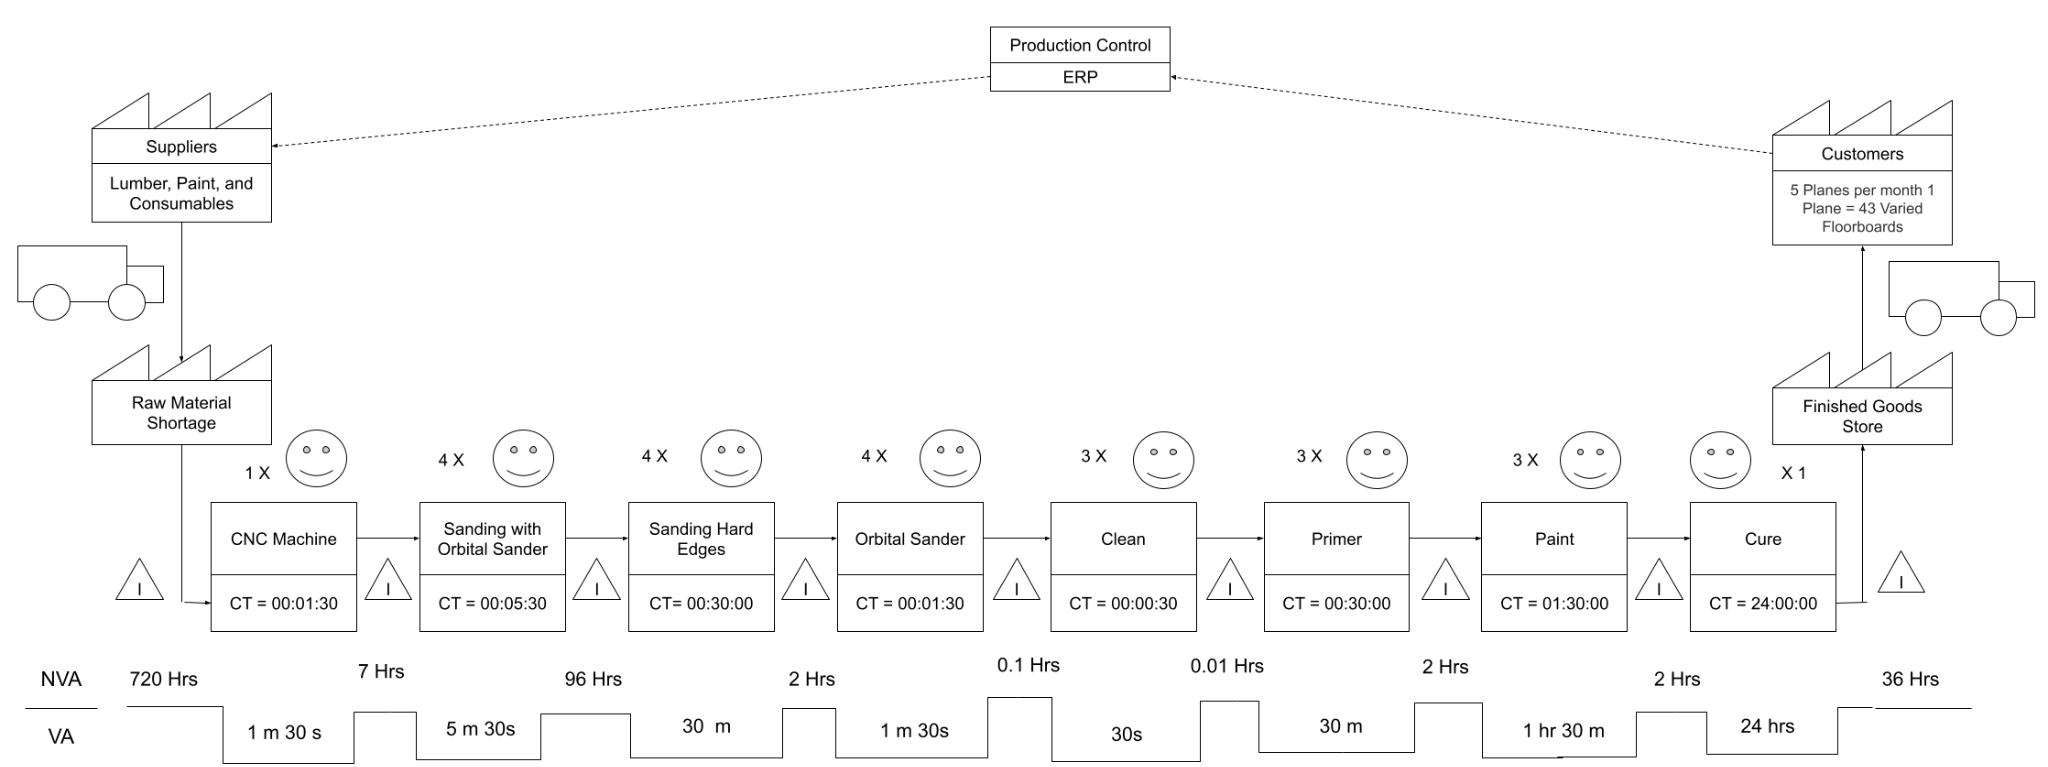 Production Control
ERP
Suppliers
Lumber, Paint, and
Consumables
Customers
5 Planes per month 1
Plane = 43 Varied
Floorboards
Raw Material
Shortage
Finished Goods
Store
1 X
4 X
4 X
4 X
3 X
3 X
3 X
X 1
CNC Machine
Sanding with
Orbital Sander
Sanding Hard
Edges
Orbital Sander
Clean
Primer
Paint
Cure
I
I
I
I
I
I
I
I
I
CT = 00:01:30
CT = 00:05:30
CT= 00:30:00
CT = 00:01:30
CT = 00:00:30
CT = 00:30:00
CT = 01:30:00
CT = 24:00:00
NVA
720 Hrs
7 Hrs
96 Hrs
2 Hrs
0.1 Hrs
0.01 Hrs
2 Hrs
2 Hrs
36 Hrs
VA
1 m 30 s
5 m 30s
30 m
1 m 30s
30s
30 m
1 hr 30 m
24 hrs